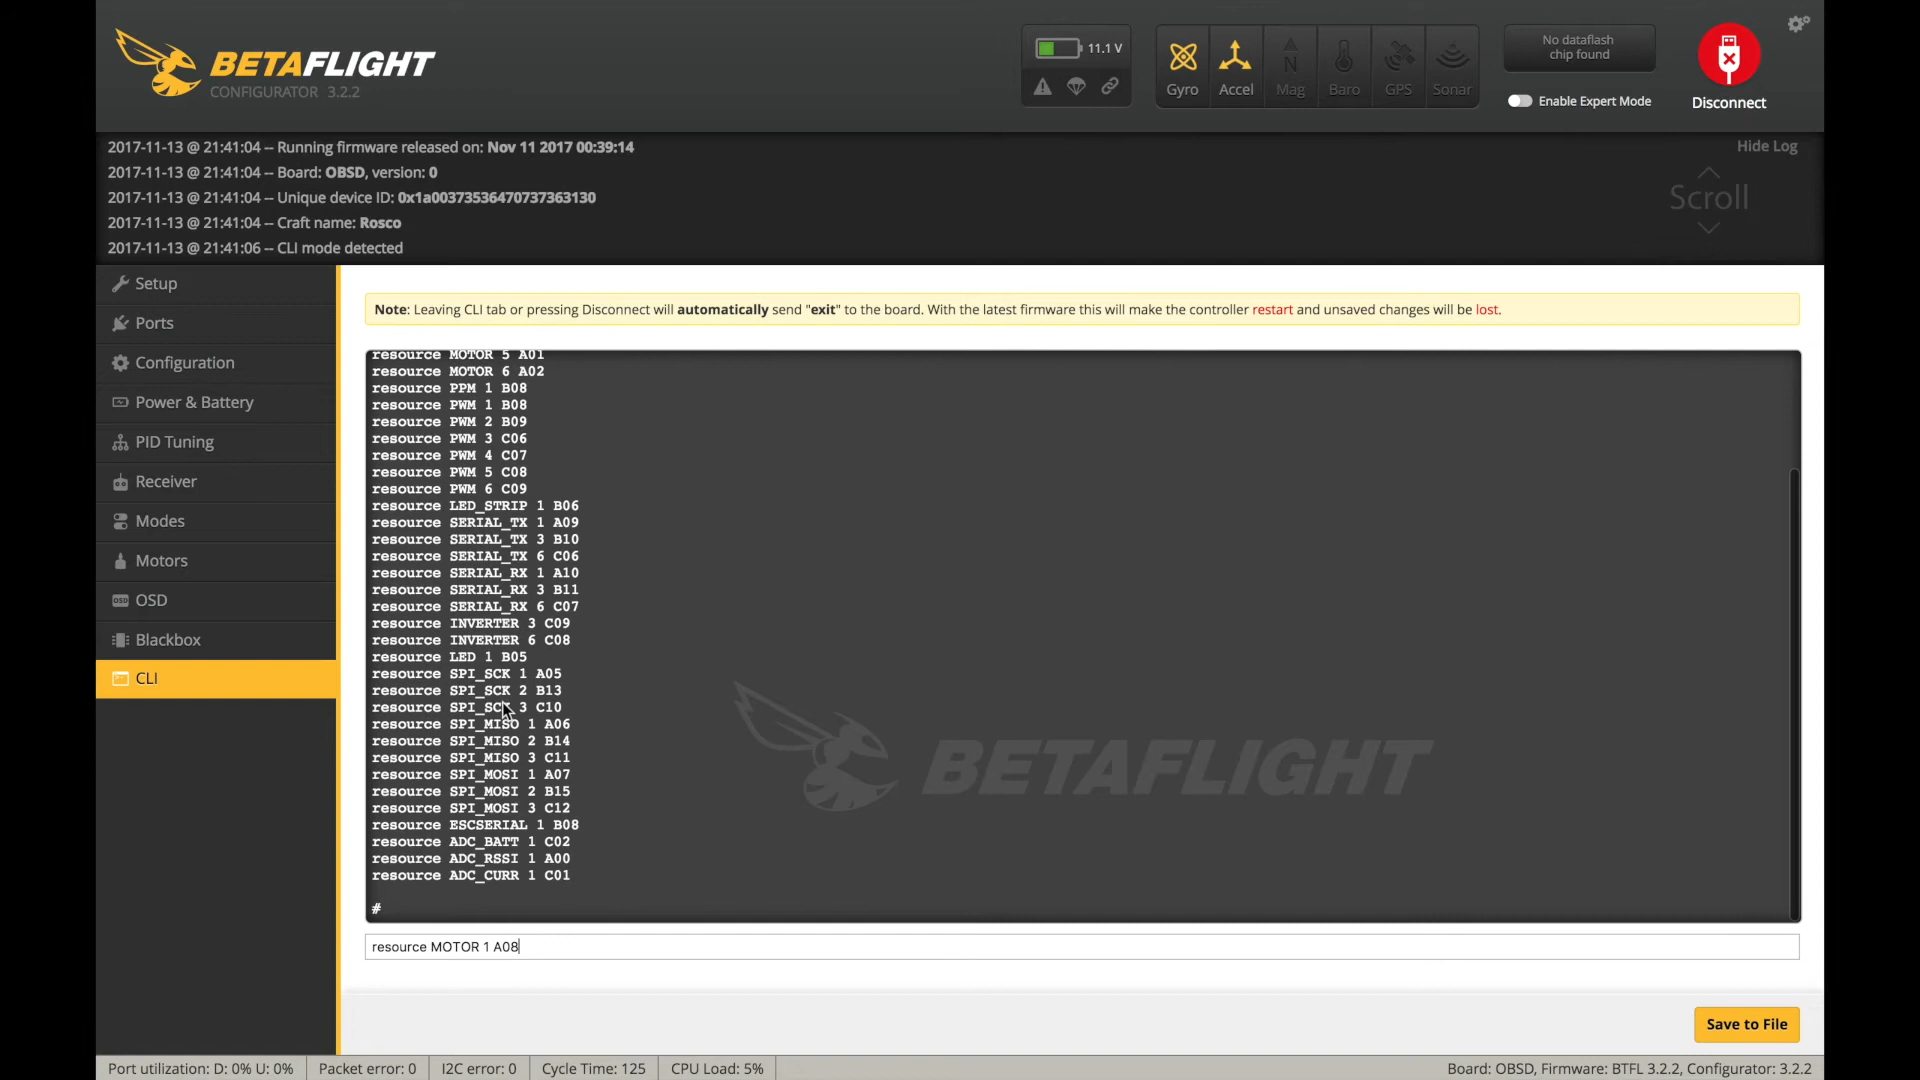 BETAFLIGHT
CONFIGURATOR 3.2.2
11.1 V
Gyro
Accel
Mag
Baro
GPS
Sonar
No dataflash
chip found
Enable Expert Mode
Disconnect
2017-11-13 @ 21:41:04 -- Running firmware released on: Nov 11 2017 00:39:14
2017-11-13 @ 21:41:04 -- Board: OBSD, version: 0
2017-11-13 @ 21:41:04 -- Unique device ID: 0x1a00373536470737363130
2017-11-13 @ 21:41:04 -- Craft name: Rosco
2017-11-13 @ 21:41:06 -- CLI mode detected
Hide Log
Scroll
Setup
Ports
Configuration
Power & Battery
PID Tuning
Receiver
Modes
Motors
OSD
Blackbox
CLI
Note: Leaving CLI tab or pressing Disconnect will automatically send "exit" to the board. With the latest firmware this will make the controller restart and unsaved changes will be lost.
resource MOTOR 5 A01
resource MOTOR 6 A02
resource PPM 1 B08
resource PWM 1 B08
resource PWM 2 B09
resource PWM 3 C06
resource PWM 4 C07
resource PWM 5 C08
resource PWM 6 C09
resource LED_STRIP 1 B06
resource SERIAL_TX 1 A09
resource SERIAL_TX 3 B10
resource SERIAL_TX 6 C06
resource SERIAL_RX 1 A10
resource SERIAL_RX 3 B11
resource SERIAL_RX 6 C07
resource INVERTER 3 C09
resource INVERTER 6 C08
resource LED 1 B05
resource SPI_SCK 1 A05
resource SPI_SCK 2 B13
resource SPI_SCK 3 C10
resource SPI_MISO 1 A06
resource SPI_MISO 2 B14
resource SPI_MISO 3 C11
resource SPI_MOSI 1 A07
resource SPI_MOSI 2 B15
resource SPI_MOSI 3 C12
resource ESCSERIAL 1 B08
resource ADC_BATT 1 C02
resource ADC_RSSI 1 A00
resource ADC_CURR 1 C01
#
BETAFLIGHT
resource MOTOR 1 A08
Save to File
Port utilization: D: 0% U: 0%
Packet error: 0
I2C error: 0
Cycle Time: 125
CPU Load: 5%
Board: OBSD, Firmware: BTFL 3.2.2, Configurator: 3.2.2